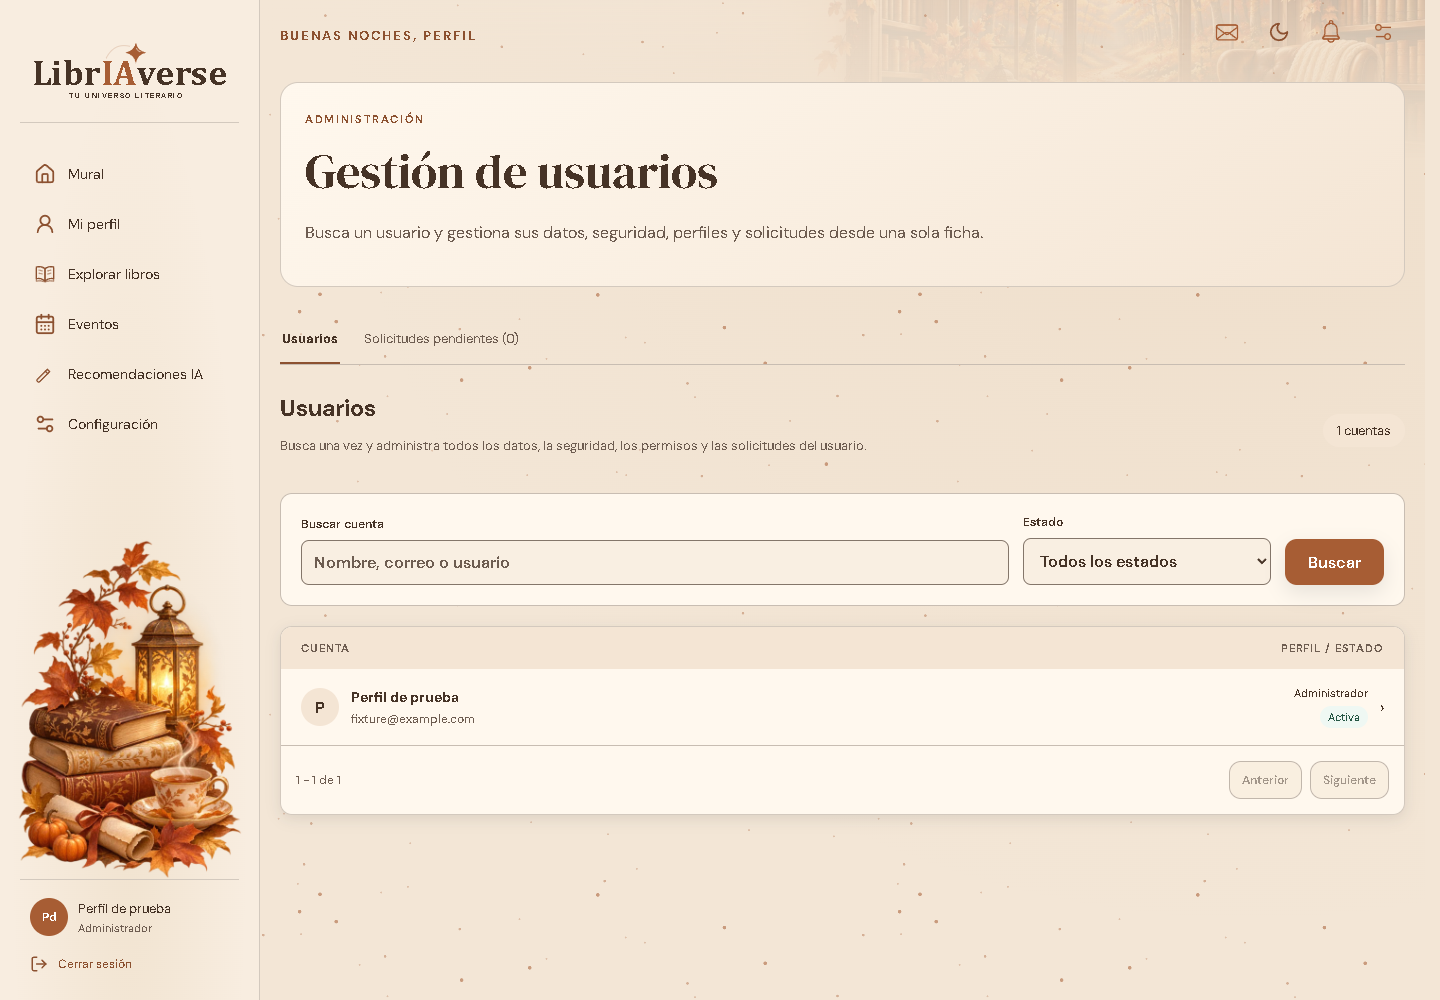 LibrIAverse
TU UNIVERSO LITERARIO
Mural
Mi perfil
Explorar libros
Eventos
Recomendaciones IA
Configuración
Perfil de prueba
Pd
Administrador
Cerrar sesión
BUENAS NOCHES, PERFIL
ADMINISTRACIÓN
Gestión de usuarios
Busca un usuario y gestiona sus datos, seguridad, perfiles y solicitudes desde una sola ficha.
Usuarios
Solicitudes pendientes (0)
Usuarios
Busca una vez y administra todos los datos, la seguridad, los permisos y las solicitudes del usuario.
1 cuentas
Buscar cuenta
Nombre, correo o usuario
Estado
Todos los estados
Buscar
CUENTA
PERFIL / ESTADO
P
Perfil de prueba
fixture@example.com
Administrador
Activa
›
1–1 de 1
Anterior
Siguiente